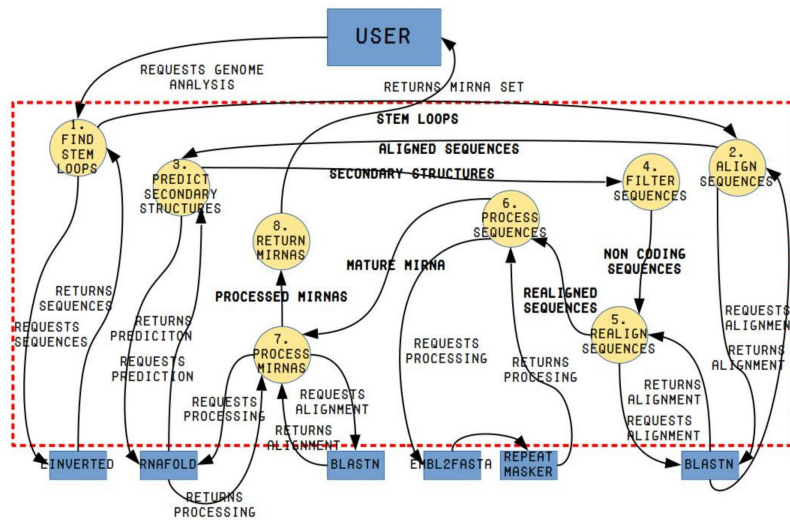 USER
REQUESTS GENOME
ANALYSIS
RETURNS MIRNA SET
STEM LOOPS
1.
FIND
STEM
LOOPS
ALIGNED SEQUENCES
2.
ALIGN
SEQUENCES
3.
PREDICT
SECONDARY
STRUCTURES
SECONDARY STRUCTURES
4.
FILTER
SEQUENCES
6.
PROCESS
SEQUENCES
8.
RETURN
MIRNAS
MATURE MIRNA
NON CODING
SEQUENCES
RETURNS
SEQUENCES
PROCESSED MIRNAS
REALIGNED
SEQUENCES
REQUESTS
SEQUENCES
RETURNS
PREDICITON
REQUESTS
PREDICTION
7.
PROCESS
MIRNAS
5.
REALIGN
SEQUENCES
REQUESTS
ALIGNMENT
RETURNS
ALIGNMENT
REQUESTS
PROCESSING
RETURNS
PROCESING
REQUESTS
PROCESSING
REQUESTS
ALIGNMENT
RETURNS
ALIGNMENT
RETURNS
ALIGNMENT
REQUESTS
ALIGNMENT
EINVERTED
RNAFOLD
BLASTN
EMBL2FASTA
REPEAT
MASKER
BLASTN
RETURNS
PROCESSING